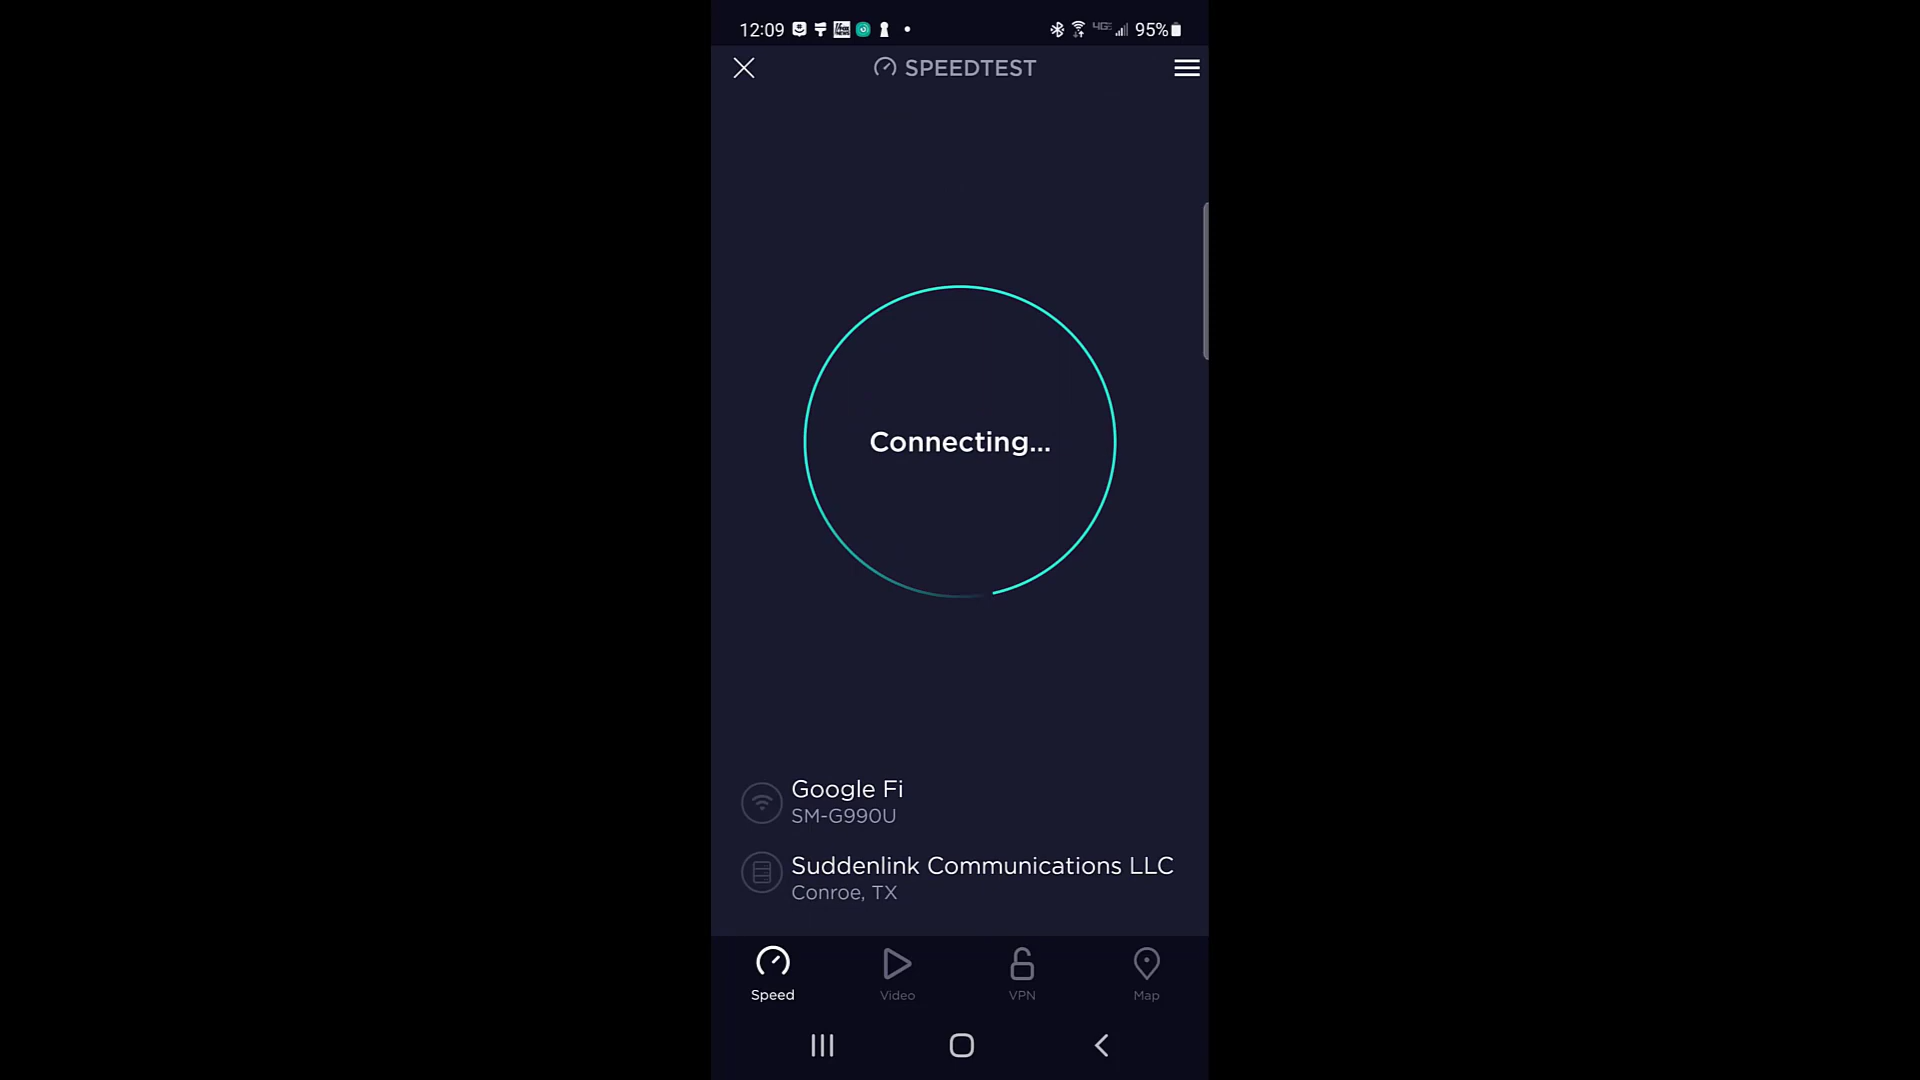 12:09 95%
SPEEDTEST
Connecting...
Google Fi
SM-G990U
Suddenlink Communications LLC
Conroe, TX
Speed Video VPN Map